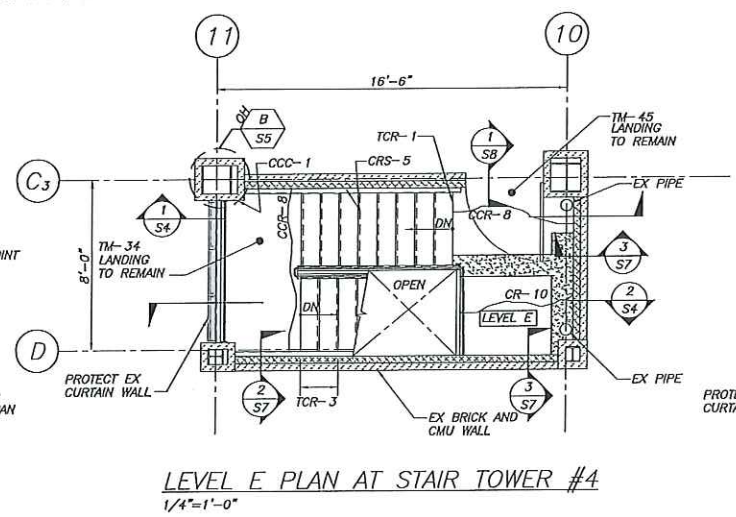 11
10
16'-6"
OH
B
S5
TCR-1
1
S8
TM-45
LANDING
TO REMAIN
CCC-1
CRS-5
C3
EX PIPE
1
S4
CCR-8
CCR-8
DN
8'-0"
TM-34
LANDING
TO REMAIN
3
S7
OPEN
CR-10
DN
LEVEL E
2
S4
D
PROTECT EX
CURTAIN WALL
2
S7
TCR-3
3
S7
EX PIPE
EX BRICK AND
CMU WALL
LEVEL E PLAN AT STAIR TOWER #4
1/4"=1'-0"